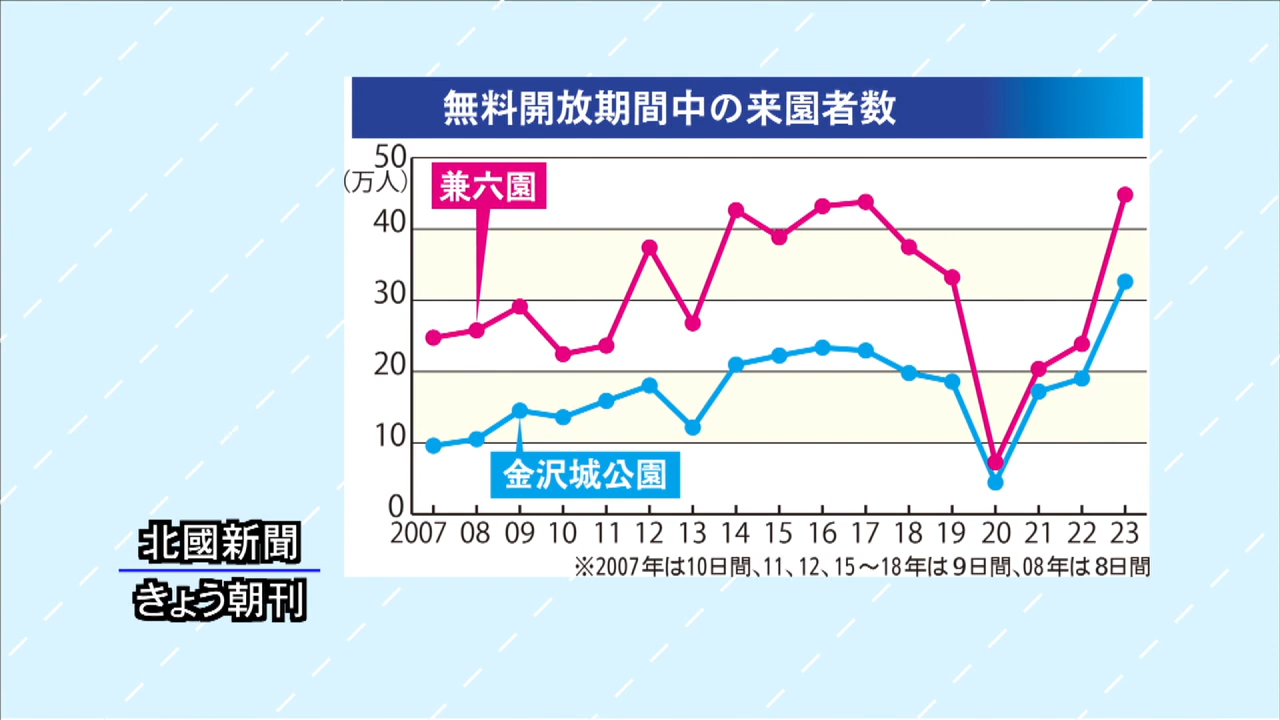 無料開放期間中の来園者数
50
(万人)
兼六園
40
30
20
10
金沢城公園
0
2007 08 09 10 11 12 13 14 15 16 17 18 19 20 21 22 23
※2007年は10日間、11、12、15～18年は9日間、08年は8日間
北國新聞
きょう朝刊